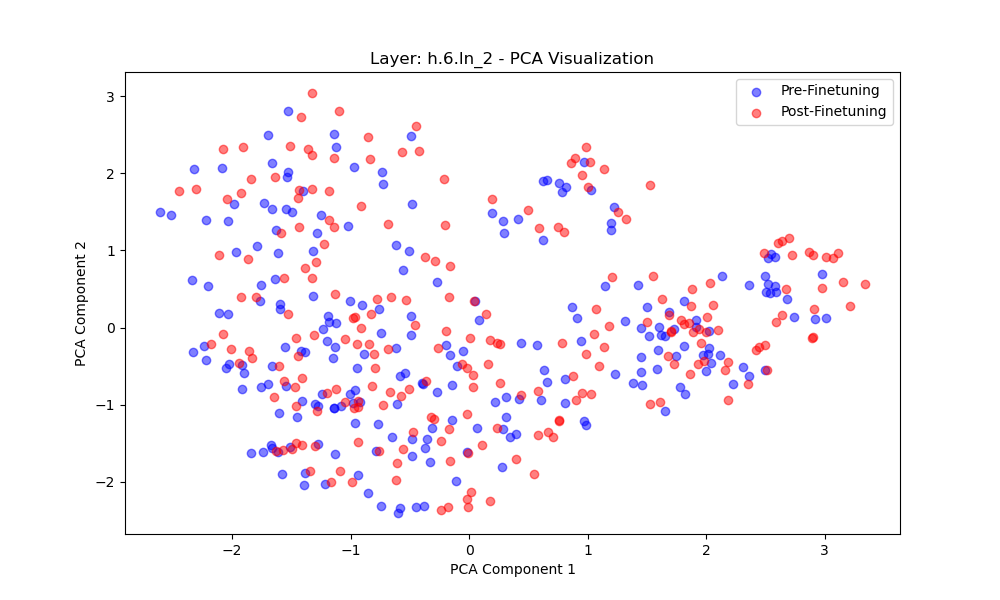 Layer: h.6.ln_2 - PCA Visualization
Pre-Finetuning
Post-Finetuning
3
2
1
0
−1
−2
PCA Component 2
−2
−1
0
1
2
3
PCA Component 1